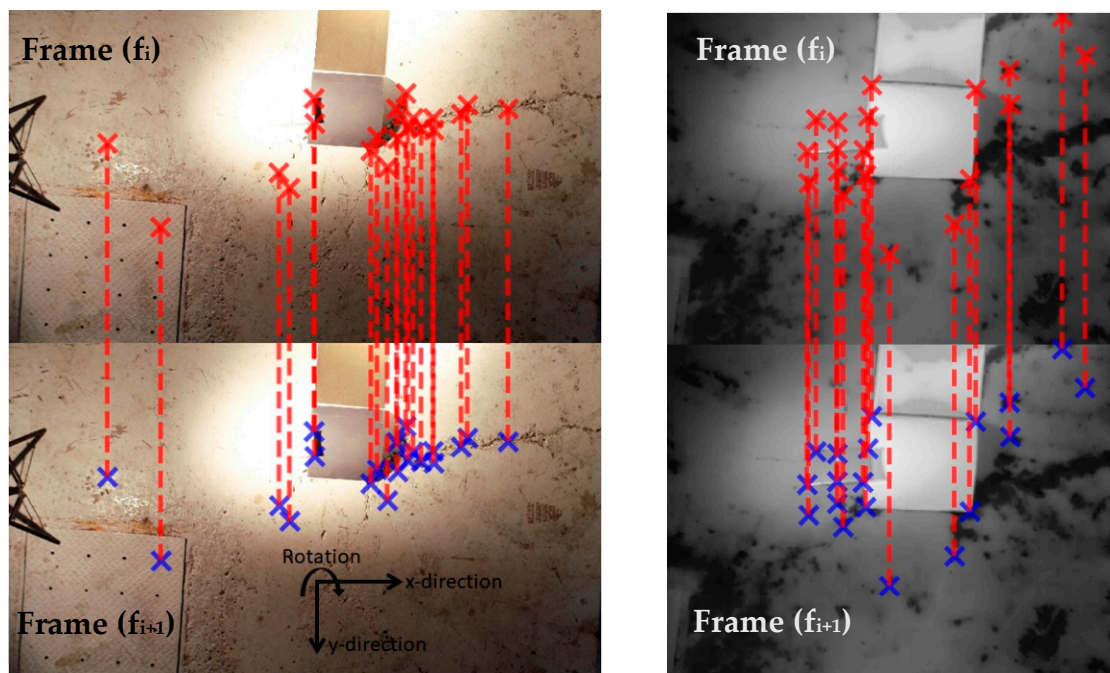 Frame (fi)
Frame (fi)
Rotation
x-direction
y-direction
Frame (fi+1)
Frame (fi+1)